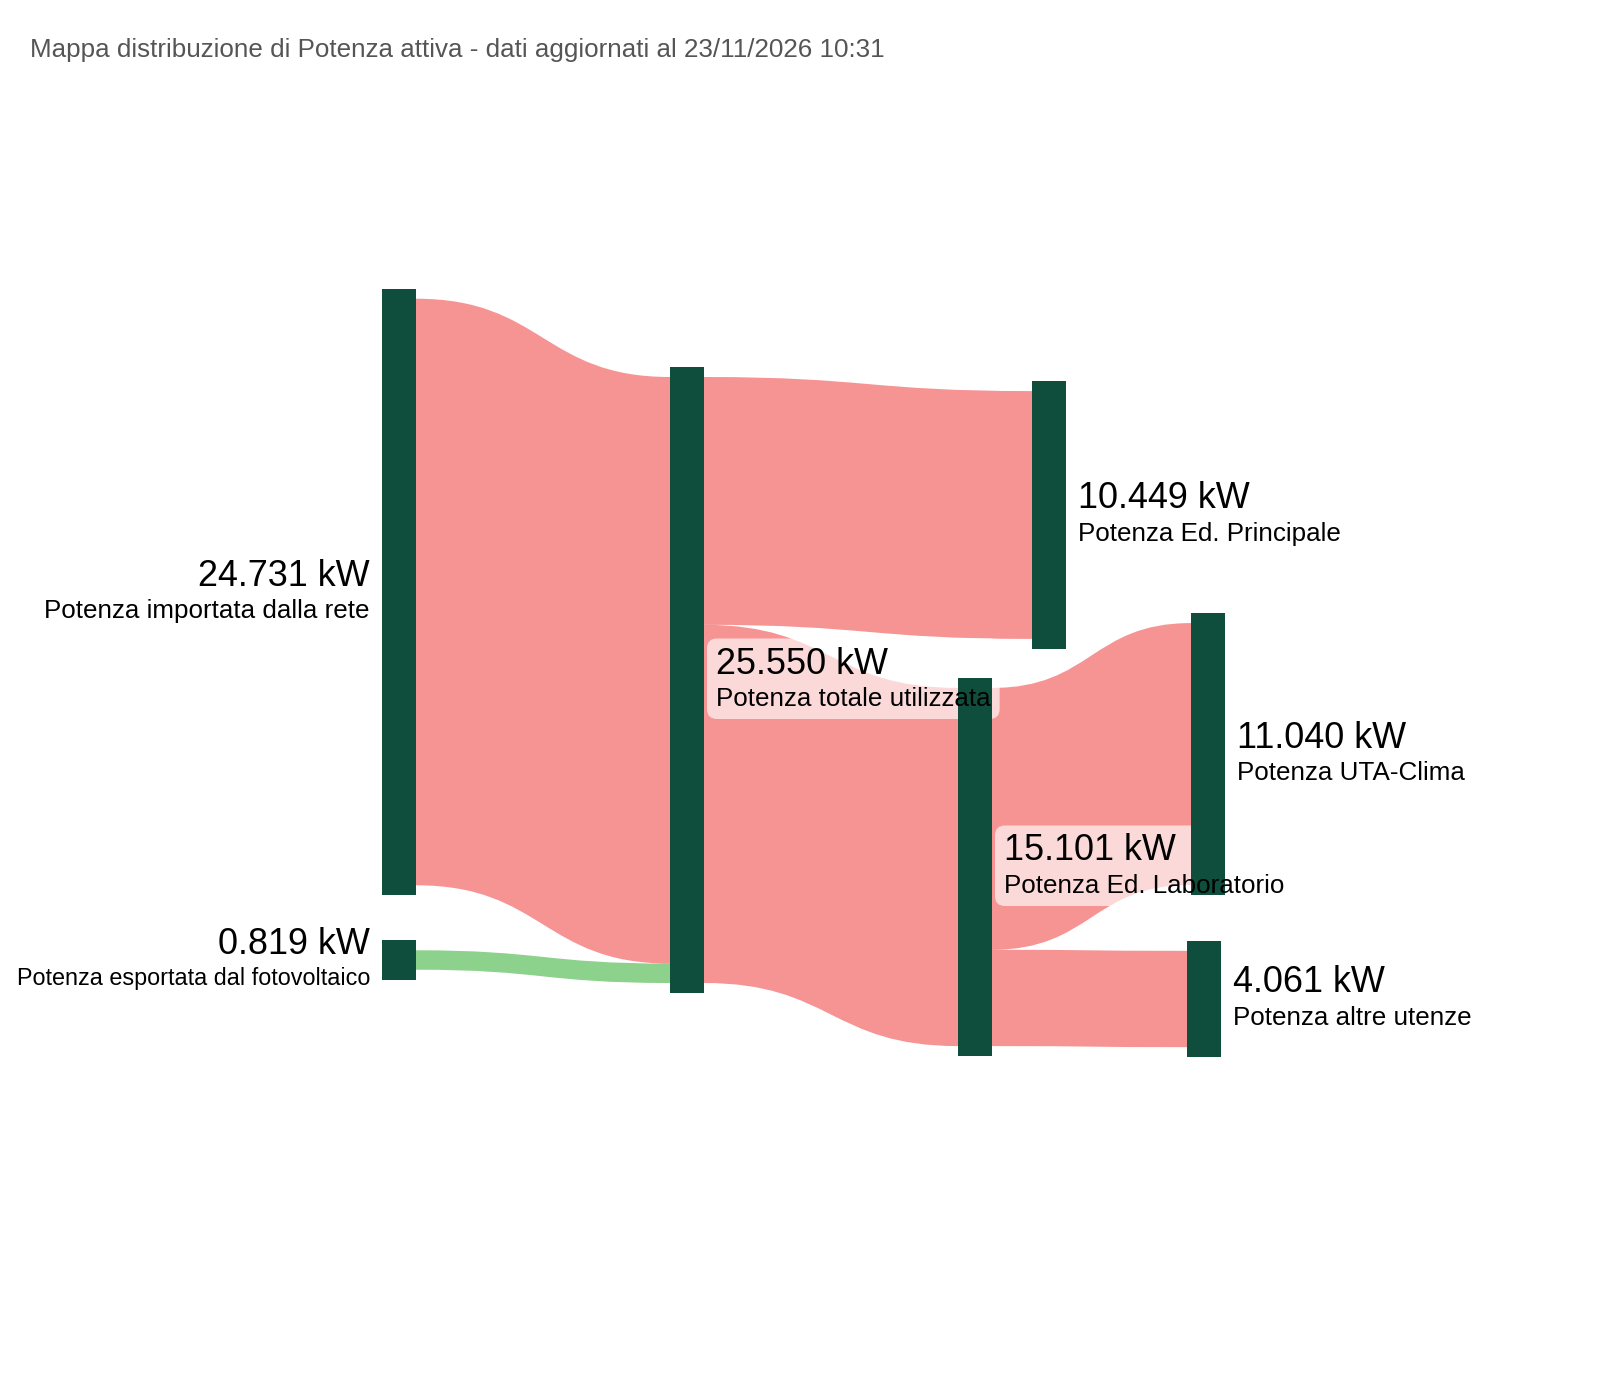 Mappa distribuzione di Potenza attiva - dati aggiornati al 23/11/2026 10:31
24.731 kW
Potenza importata dalla rete
0.819 kW
Potenza esportata dal fotovoltaico
25.550 kW
Potenza totale utilizzata
10.449 kW
Potenza Ed. Principale
15.101 kW
Potenza Ed. Laboratorio
11.040 kW
Potenza UTA-Clima
4.061 kW
Potenza altre utenze